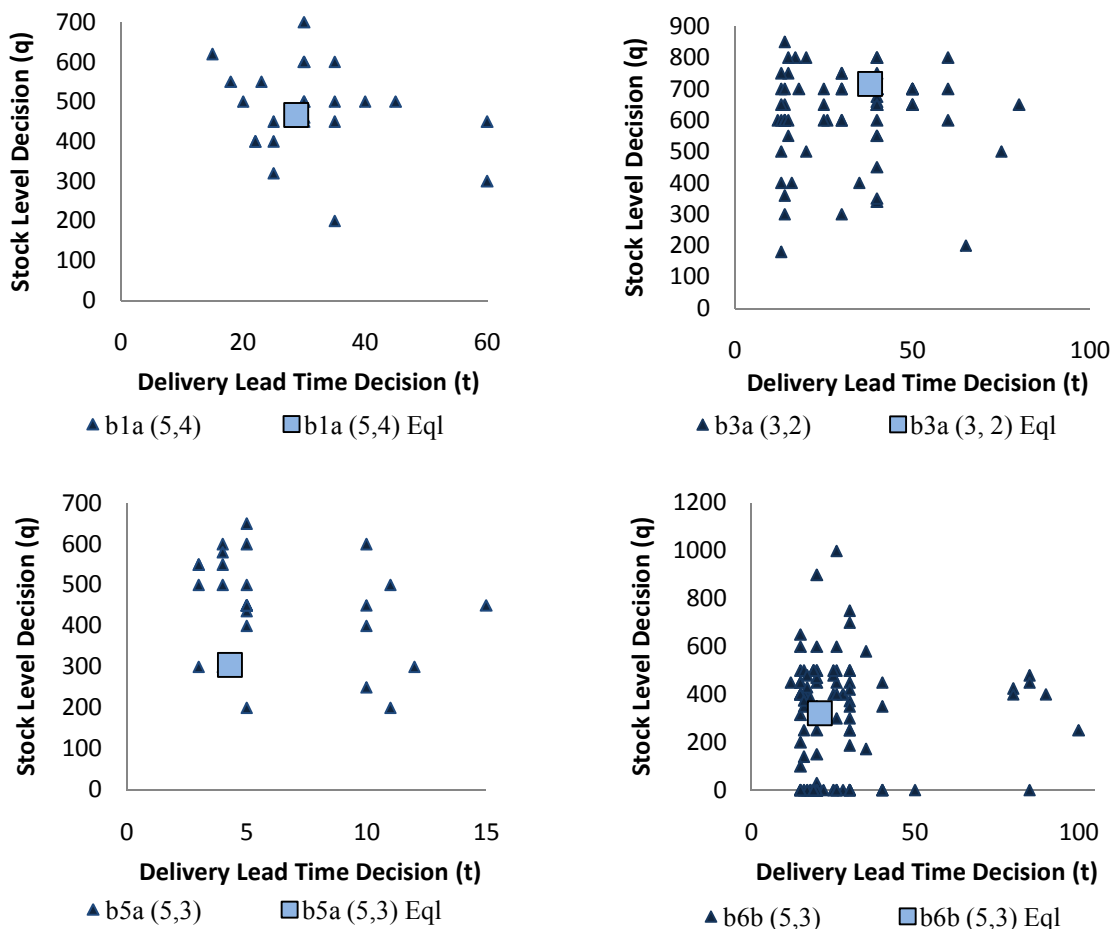 Stock Level Decision (q)
700
600
500
400
300
200
100
0
0 20 40 60
Delivery Lead Time Decision (t)
b1a (5,4) b1a (5,4) Eql
Stock Level Decision (q)
900
800
700
600
500
400
300
200
100
0
0 50 100
Delivery Lead Time Decision (t)
b3a (3,2) b3a (3, 2) Eql
Stock Level Decision (q)
700
600
500
400
300
200
100
0
0 5 10 15
Delivery Lead Time Decision (t)
b5a (5,3) b5a (5,3) Eql
Stock Level Decision (q)
1200
1000
800
600
400
200
0
0 50 100
Delivery Lead Time Decision (t)
b6b (5,3) b6b (5,3) Eql